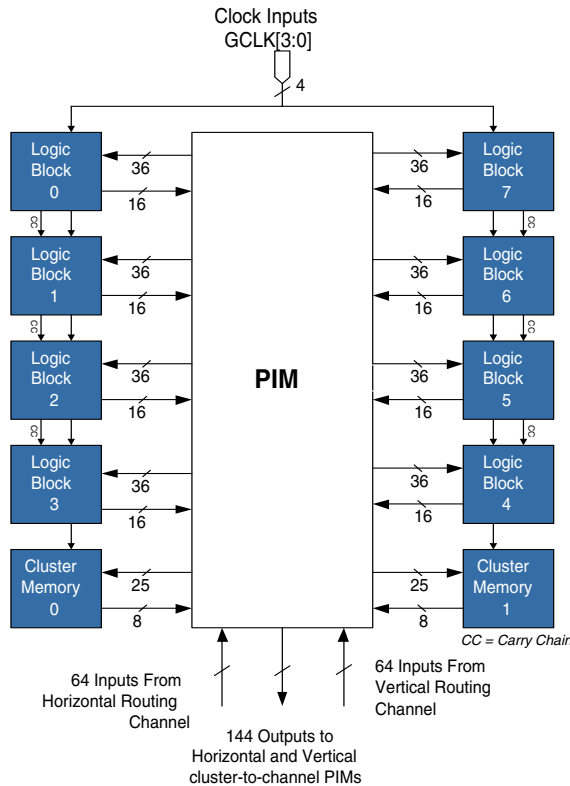 Clock Inputs
GCLK[3:0]
4
Logic
Block
0
36
16
CC
Logic
Block
1
36
16
CC
Logic
Block
2
36
16
CC
Logic
Block
3
36
16
Cluster
Memory
0
25
8
PIM
Logic
Block
7
36
16
CC
Logic
Block
6
36
16
CC
Logic
Block
5
36
16
CC
Logic
Block
4
36
16
Cluster
Memory
1
25
8
CC = Carry Chain
64 Inputs From
Horizontal Routing
Channel
64 Inputs From
Vertical Routing
Channel
144 Outputs to
Horizontal and Vertical
cluster-to-channel PIMs